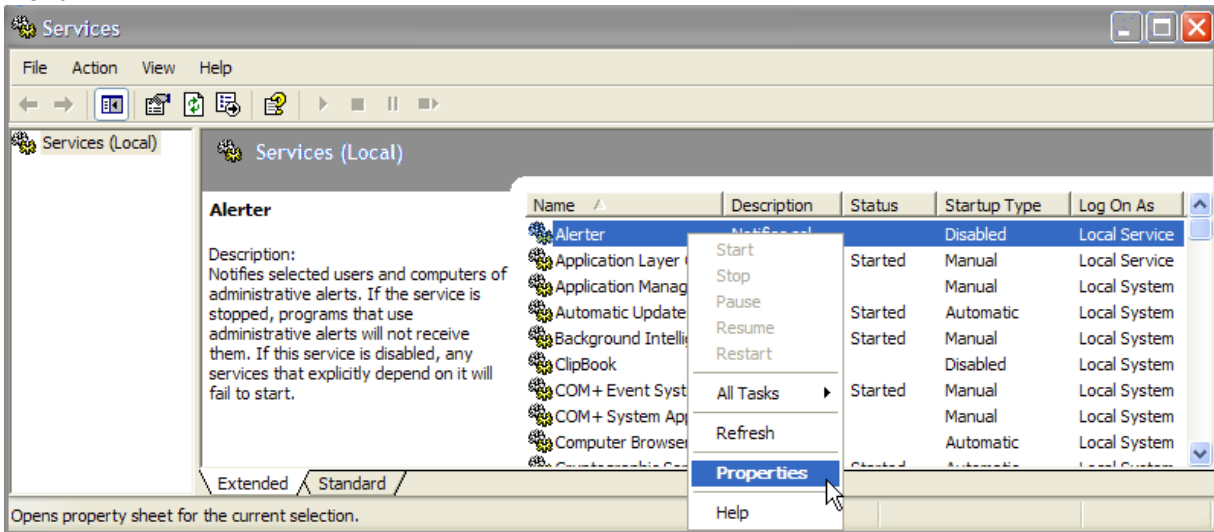 Services
File Action View Help
Services (Local)
Services (Local)
Alerter
Description:
Notifies selected users and computers of
administrative alerts. If the service is
stopped, programs that use
administrative alerts will not receive
them. If this service is disabled, any
services that explicitly depend on it will
fail to start.
Name Description Status Startup Type Log On As
Alerter Disabled Local Service
Application Layer Started Manual Local Service
Application Manag Manual Local System
Automatic Update Started Automatic Local System
Background Intelli Started Manual Local System
ClipBook Disabled Local System
COM+ Event Syst Started Manual Local System
COM+ System App Manual Local System
Computer Browser Automatic Local System
Start
Stop
Pause
Resume
Restart
All Tasks
Refresh
Properties
Help
Extended Standard
Opens property sheet for the current selection.